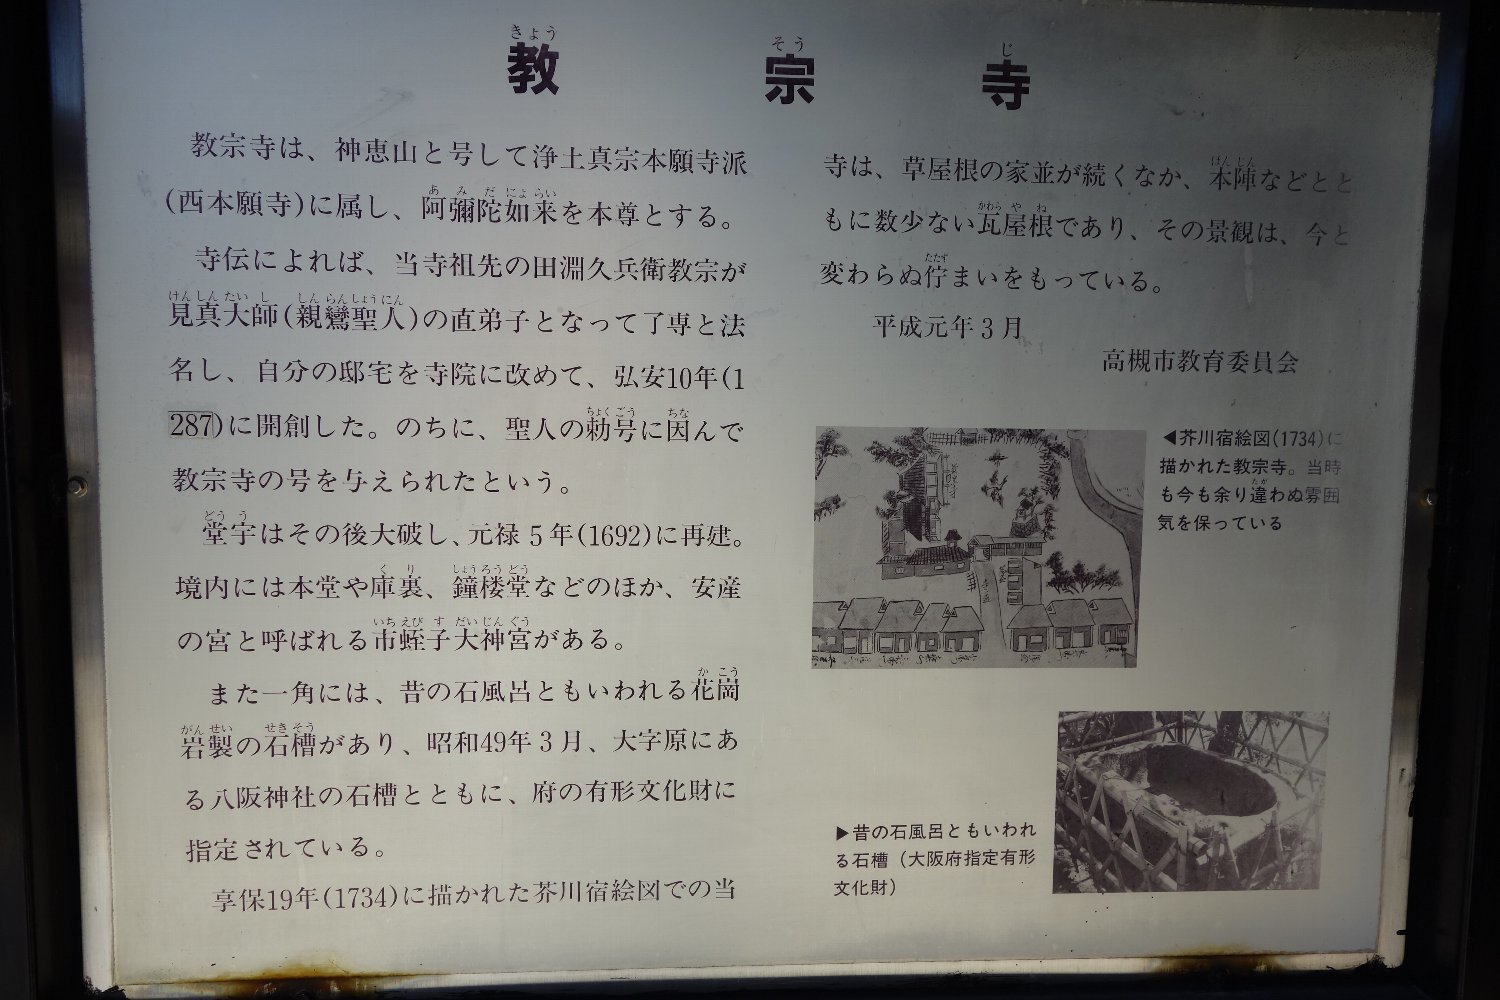 教宗寺
教宗寺は、神恵山と号して浄土真宗本願寺派
(西本願寺)に属し、阿彌陀如来を本尊とする。
寺伝によれば、当寺祖先の田淵久兵衛教宗が
見真大師(親鸞聖人)の直弟子となって了専と法
名し、自分の邸宅を寺院に改めて、弘安10年(1
287)に開創した。のちに、聖人の勅号に因んで
教宗寺の号を与えられたという。
堂宇はその後大破し、元禄5年(1692)に再建。
境内には本堂や庫裏、鐘楼堂などのほか、安産
の宮と呼ばれる市蛭子大神宮がある。
また一角には、昔の石風呂ともいわれる花崗
岩製の石槽があり、昭和49年3月、大字原にあ
る八阪神社の石槽とともに、府の有形文化財に
指定されている。
享保19年(1734)に描かれた芥川宿絵図での当
寺は、草屋根の家並が続くなか、本陣などとと
もに数少ない瓦屋根であり、その景観は、今と
変わらぬ佇まいをもっている。
平成元年3月
高槻市教育委員会
◀芥川宿絵図(1734)に
描かれた教宗寺。当時
も今も余り違わぬ雰囲
気を保っている
▶昔の石風呂ともいわれ
る石槽（大阪府指定有形
文化財）